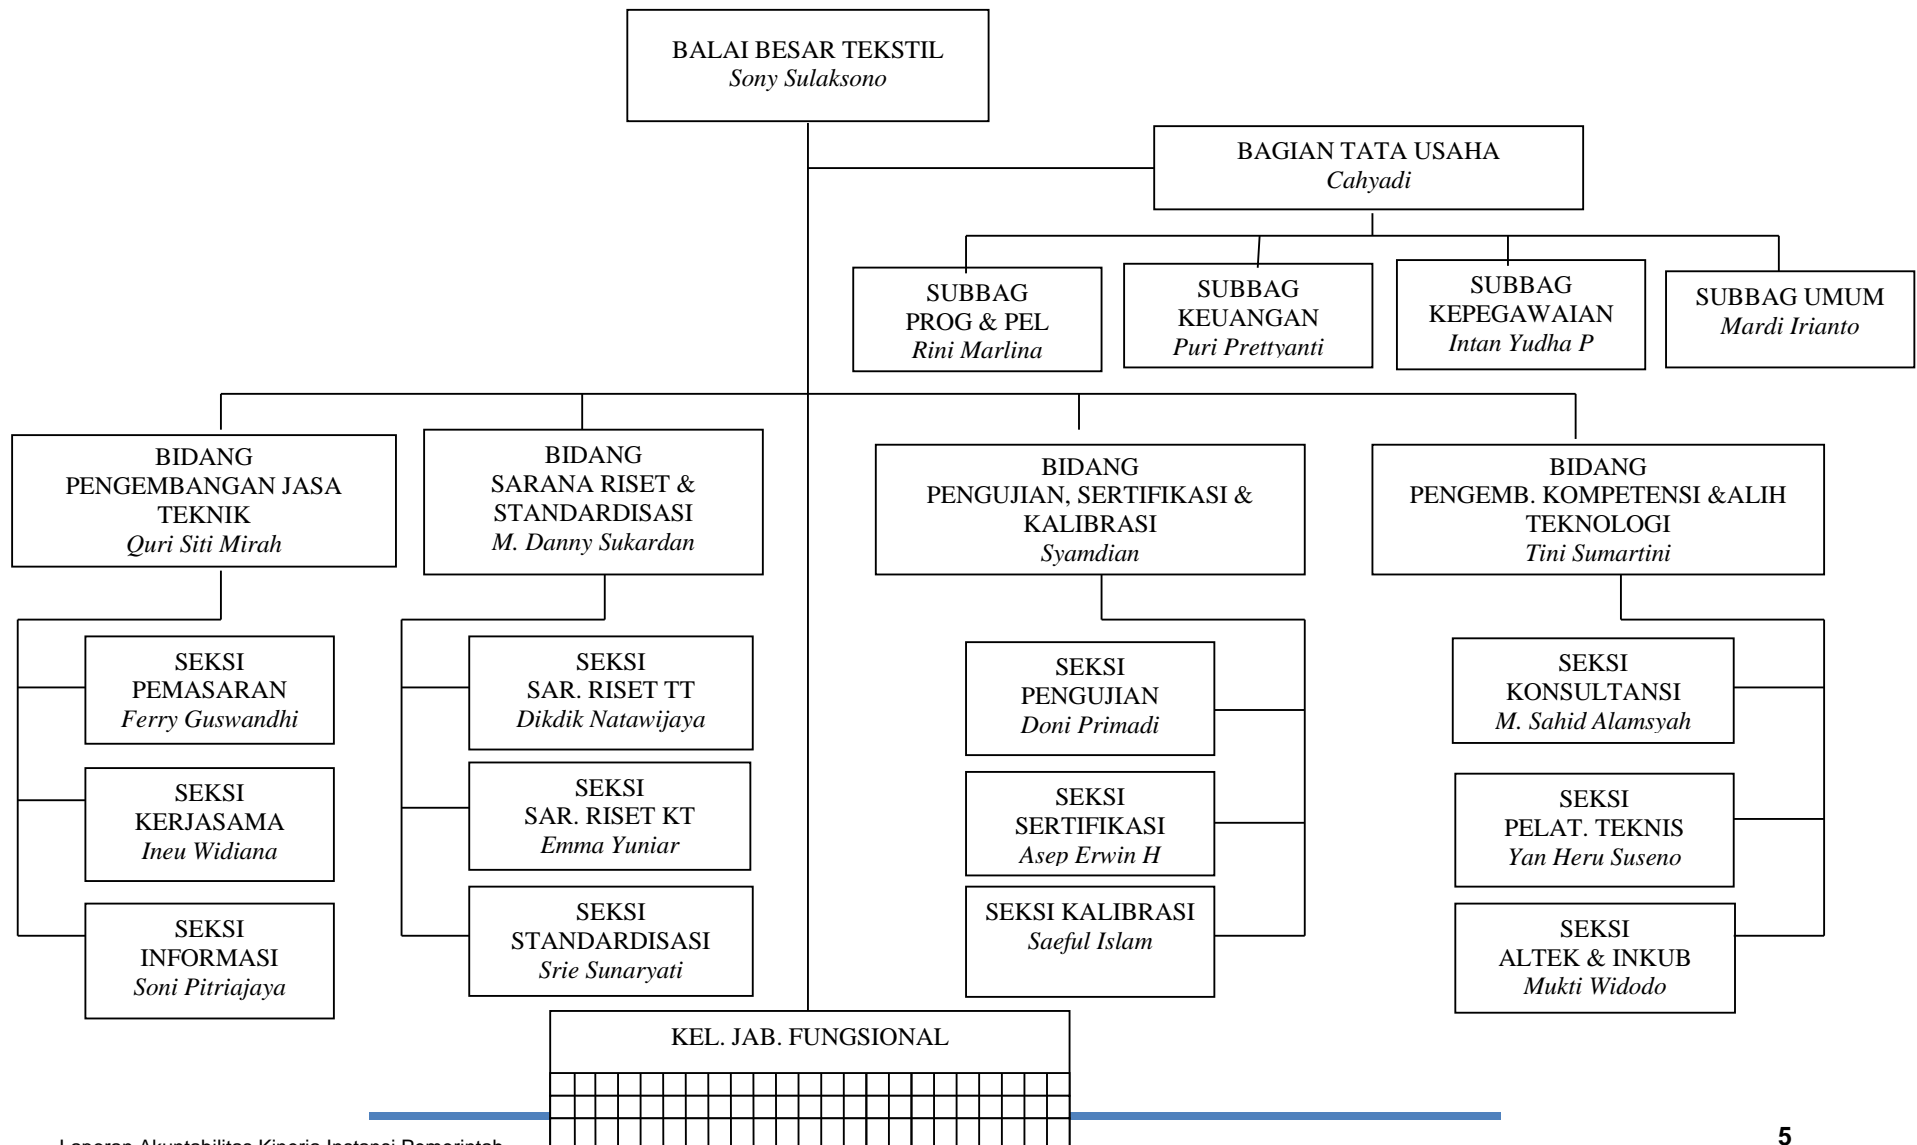 BALAI BESAR TEKSTIL
Sony Sulaksono
BAGIAN TATA USAHA
Cahyadi
SUBBAG
PROG & PEL
Rini Marlina
SUBBAG
KEUANGAN
Puri Prettyanti
SUBBAG
KEPEGAWAIAN
Intan Yudha P
SUBBAG UMUM
Mardi Irianto
BIDANG
PENGEMBANGAN JASA
TEKNIK
Quri Siti Mirah
BIDANG
SARANA RISET &
STANDARDISASI
M. Danny Sukardan
BIDANG
PENGUJIAN, SERTIFIKASI &
KALIBRASI
Syamdian
BIDANG
PENGEMB. KOMPETENSI &ALIH
TEKNOLOGI
Tini Sumartini
SEKSI
PEMASARAN
Ferry Guswandhi
SEKSI
KERJASAMA
Ineu Widiana
SEKSI
INFORMASI
Soni Pitriajaya
SEKSI
SAR. RISET TT
Dikdik Natawijaya
SEKSI
SAR. RISET KT
Emma Yuniar
SEKSI
STANDARDISASI
Srie Sunaryati
SEKSI
PENGUJIAN
Doni Primadi
SEKSI
SERTIFIKASI
Asep Erwin H
SEKSI KALIBRASI
Saeful Islam
SEKSI
KONSULTANSI
M. Sahid Alamsyah
SEKSI
PELAT. TEKNIS
Yan Heru Suseno
SEKSI
ALTEK & INKUB
Mukti Widodo
KEL. JAB. FUNGSIONAL
Laporan Akuntabilitas Kinerja Instansi Pemerintah
5